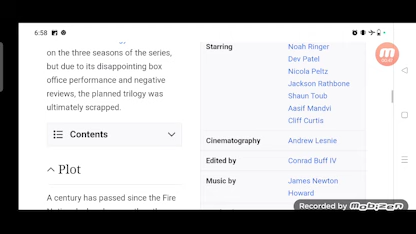 6:58
on the three seasons of the series,
but due to its disappointing box
office performance and negative
reviews, the planned trilogy was
ultimately scrapped.
Contents
Plot
A century has passed since the Fire
Starring
Noah Ringer
Dev Patel
Nicola Peltz
Jackson Rathbone
Shaun Toub
Aasif Mandvi
Cliff Curtis
Cinematography
Andrew Lesnie
Edited by
Conrad Buff IV
Music by
James Newton
Howard
Recorded by
Mobizen